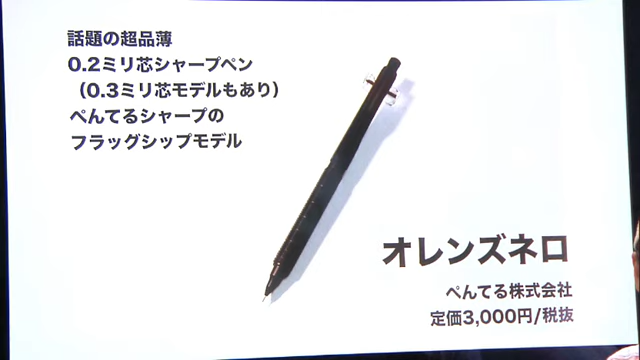 話題の超品薄
0.2ミリ芯シャープペン
（0.3ミリ芯モデルもあり）
ぺんてるシャープの
フラッグシップモデル
オレンズネロ
ぺんてる株式会社
定価3,000円/税抜